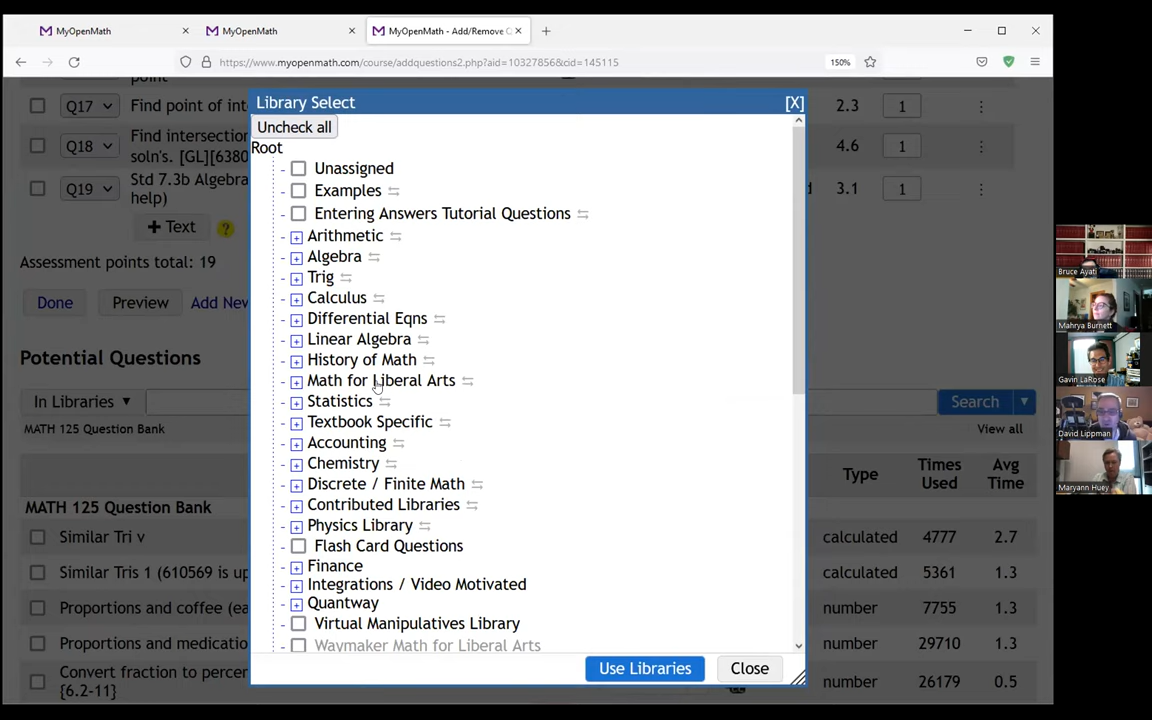 MyOpenMath
MyOpenMath
MyOpenMath - Add/Remove
https://www.myopenmath.com/course/addquestions2.php?aid=10327856&cid=145115
150%
point
Library Select
[X]
Uncheck all
Root
Unassigned
Examples
Entering Answers Tutorial Questions
Arithmetic
Algebra
Trig
Calculus
Differential Eqns
Linear Algebra
History of Math
Math for Liberal Arts
Statistics
Textbook Specific
Accounting
Chemistry
Discrete / Finite Math
Contributed Libraries
Physics Library
Flash Card Questions
Finance
Integrations / Video Motivated
Quantway
Virtual Manipulatives Library
Waymaker Math for Liberal Arts
Use Libraries
Close
Q17 Find point of 2.3 1
Q18 Find intersection 4.6 1
soln's. [GL][6380
Q19 Std 7.3b Algebra 3.1 1
help)
+ Text ?
Assessment points total: 19
Done Preview Add New
Potential Questions
In Libraries Search
MATH 125 Question Bank View all
Type Times Used Avg Time
MATH 125 Question Bank
Similar Tri v calculated 4777 2.7
Similar Tris 1 (610569 is calculated 5361 1.3
Proportions and coffee number 7755 1.3
Proportions and number 29710 1.3
Convert fraction to number 26179 0.5
{6.2-11}
Bruce Ayati
Mahrya Burnett
Gavin LaRose
David Lippman
Maryann Huey